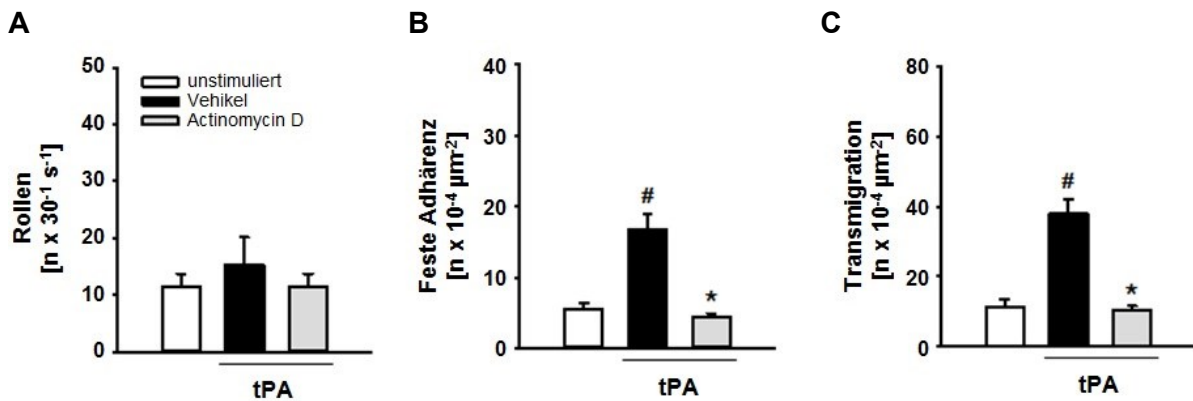 A
Rollen
[n x 30⁻¹ s⁻¹]
50
40
30
20
10
0
unstimuliert
Vehikel
Actinomycin D
tPA
B
Feste Adhärenz
[n x 10⁻⁴ µm⁻²]
40
30
20
10
0
#
*
tPA
C
Transmigration
[n x 10⁻⁴ µm⁻²]
80
60
40
20
0
#
*
tPA